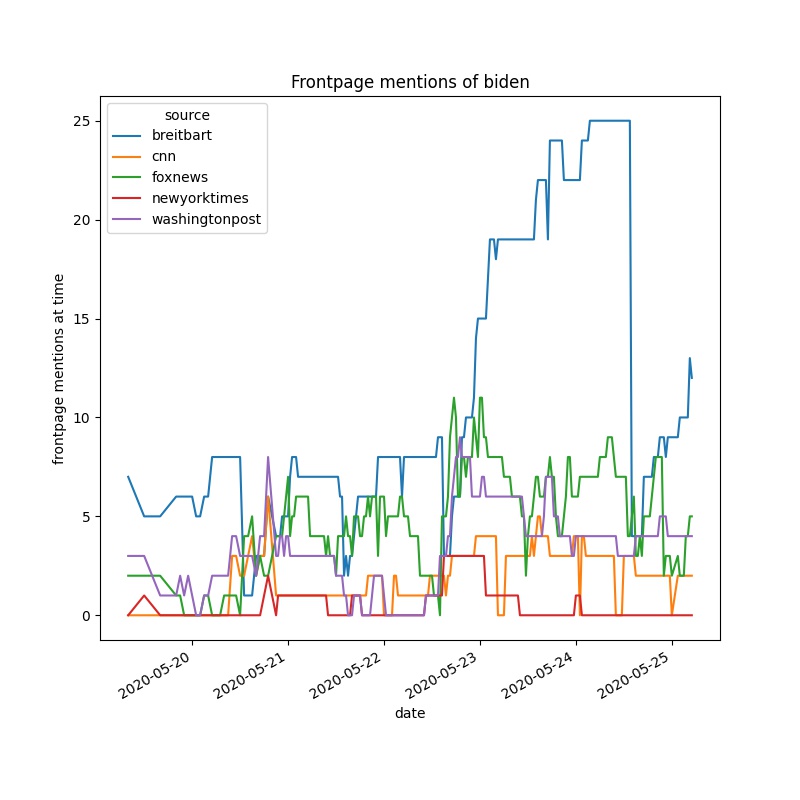 Frontpage mentions of biden
source
breitbart
cnn
foxnews
newyorktimes
washingtonpost
frontpage mentions at time
25
20
15
10
5
0
2020-05-20
2020-05-21
2020-05-22
2020-05-23
2020-05-24
2020-05-25
date